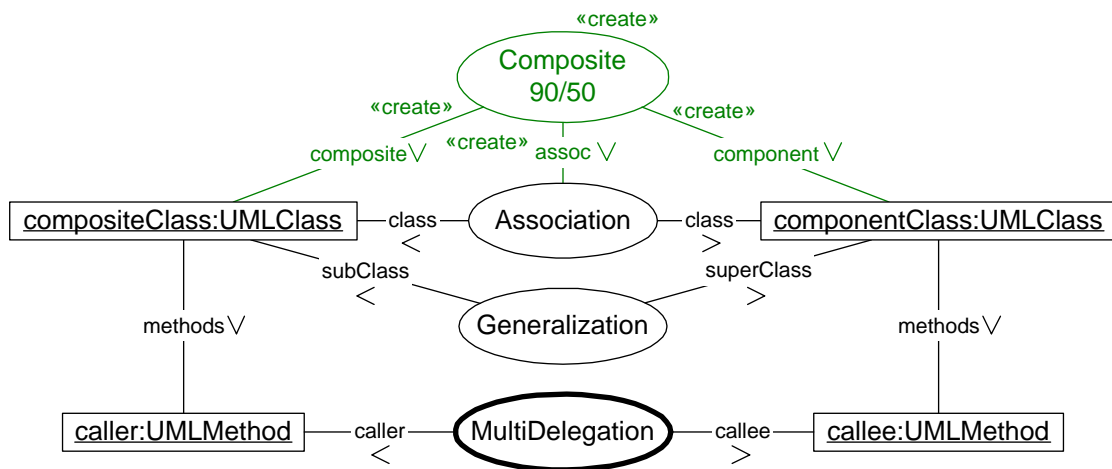 «create»
Composite
90/50
«create»
«create»
«create»
composite
assoc
component
compositeClass:UMLClass
class
Association
class
componentClass:UMLClass
subClass
superClass
Generalization
methods
methods
caller:UMLMethod
caller
MultiDelegation
callee
callee:UMLMethod